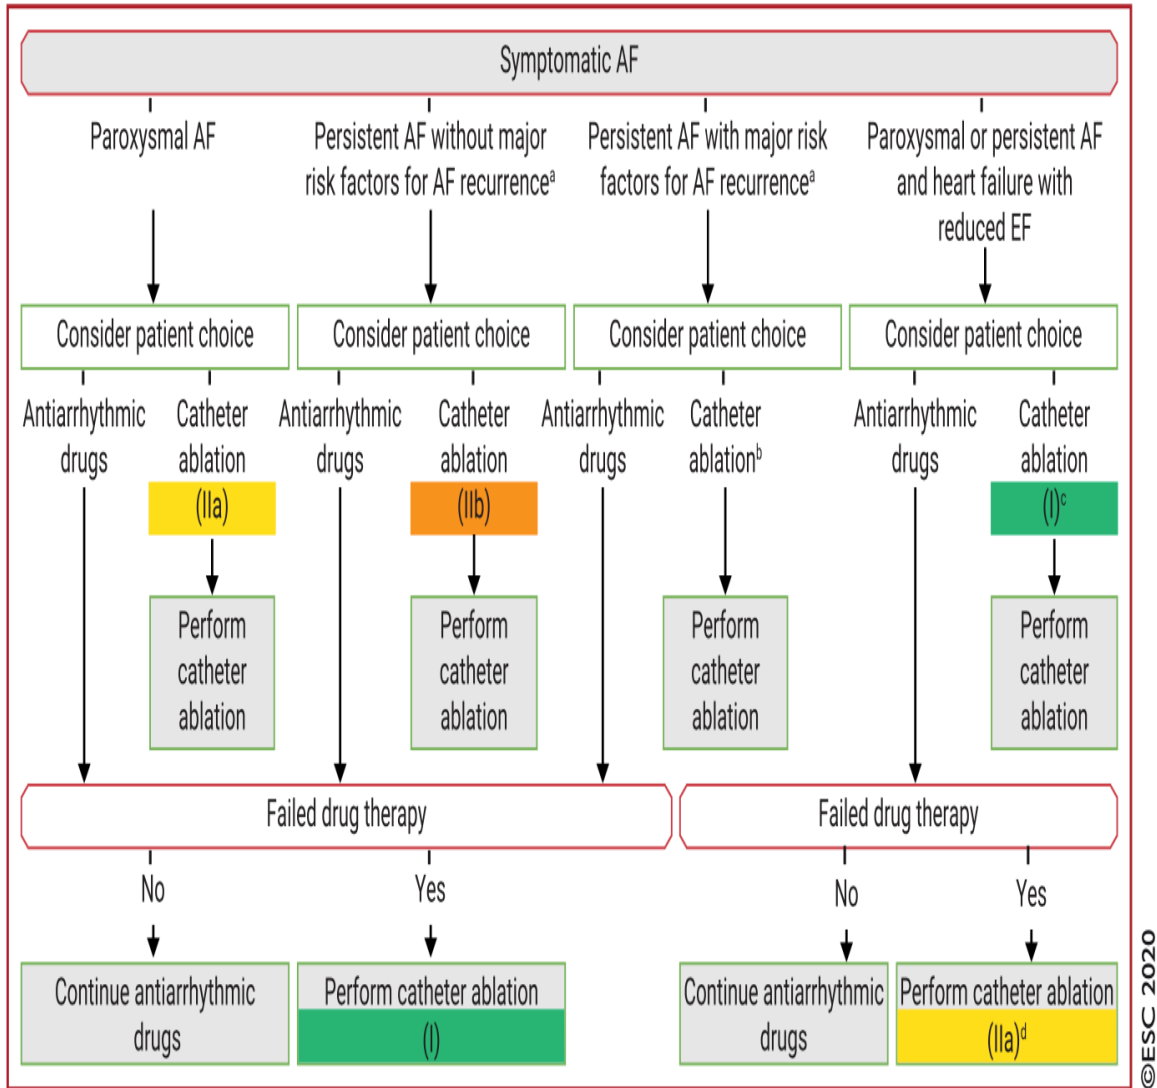 Symptomatic AF
Paroxysmal AF
Persistent AF without major
risk factors for AF recurrenceᵃ
Persistent AF with major risk
factors for AF recurrenceᵃ
Paroxysmal or persistent AF
and heart failure with
reduced EF
Consider patient choice
Consider patient choice
Consider patient choice
Consider patient choice
Antiarrhythmic
drugs
Catheter
ablation
(IIa)
Antiarrhythmic
drugs
Catheter
ablation
(IIb)
Antiarrhythmic
drugs
Catheter
ablationᵇ
Antiarrhythmic
drugs
Catheter
ablation
(I)ᶜ
Perform
catheter
ablation
Perform
catheter
ablation
Perform
catheter
ablation
Perform
catheter
ablation
Failed drug therapy
Failed drug therapy
No
Yes
No
Yes
Continue antiarrhythmic
drugs
Perform catheter ablation
(I)
Continue antiarrhythmic
drugs
Perform catheter ablation
(IIa)ᵈ
©ESC 2020